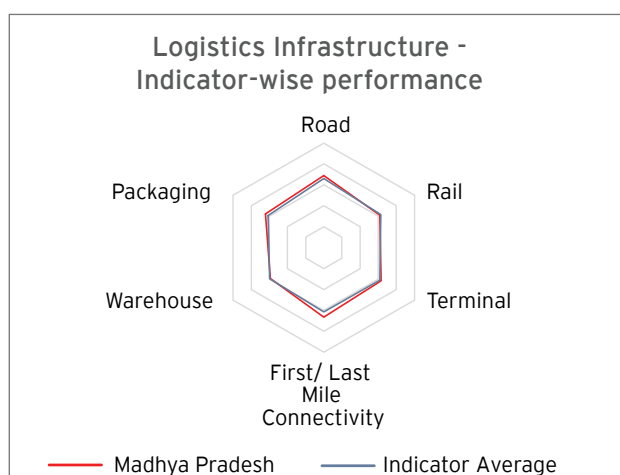 Logistics Infrastructure -
Indicator-wise performance
Road
Packaging
Rail
Warehouse
Terminal
First/ Last
Mile
Connectivity
Madhya Pradesh
Indicator Average